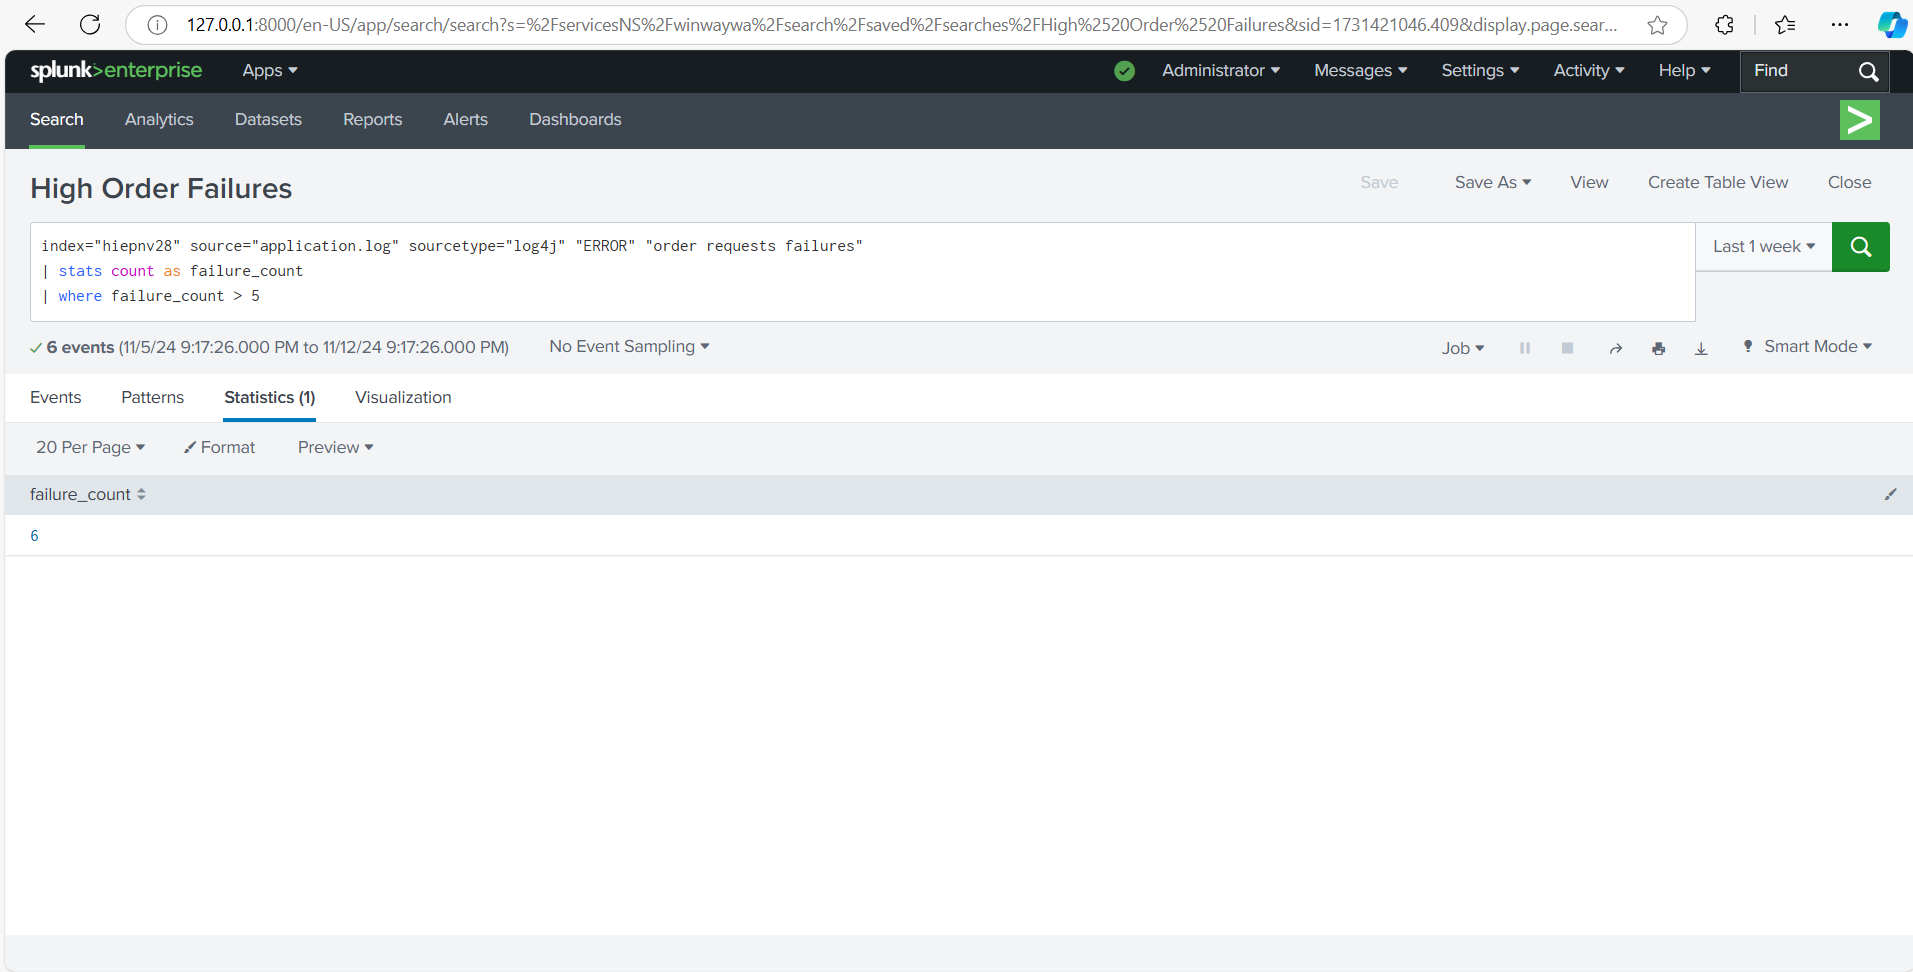 127.0.0.1:8000/en-US/app/search/search?s=%2FservicesNS%2Fwinwaywa%2Fsearch%2Fsaved%2Fsearches%2FHigh%2520Order%2520Failures&sid=1731421046.409&display.page.sear...
splunk>enterprise Apps Administrator Messages Settings Activity Help Find
Search Analytics Datasets Reports Alerts Dashboards
High Order Failures Save Save As View Create Table View Close
index="hiepnv28" source="application.log" sourcetype="log4j" "ERROR" "order requests failures" Last 1 week
| stats count as failure_count
| where failure_count > 5
6 events (11/5/24 9:17:26.000 PM to 11/12/24 9:17:26.000 PM) No Event Sampling Job Smart Mode
Events Patterns Statistics (1) Visualization
20 Per Page Format Preview
failure_count
6